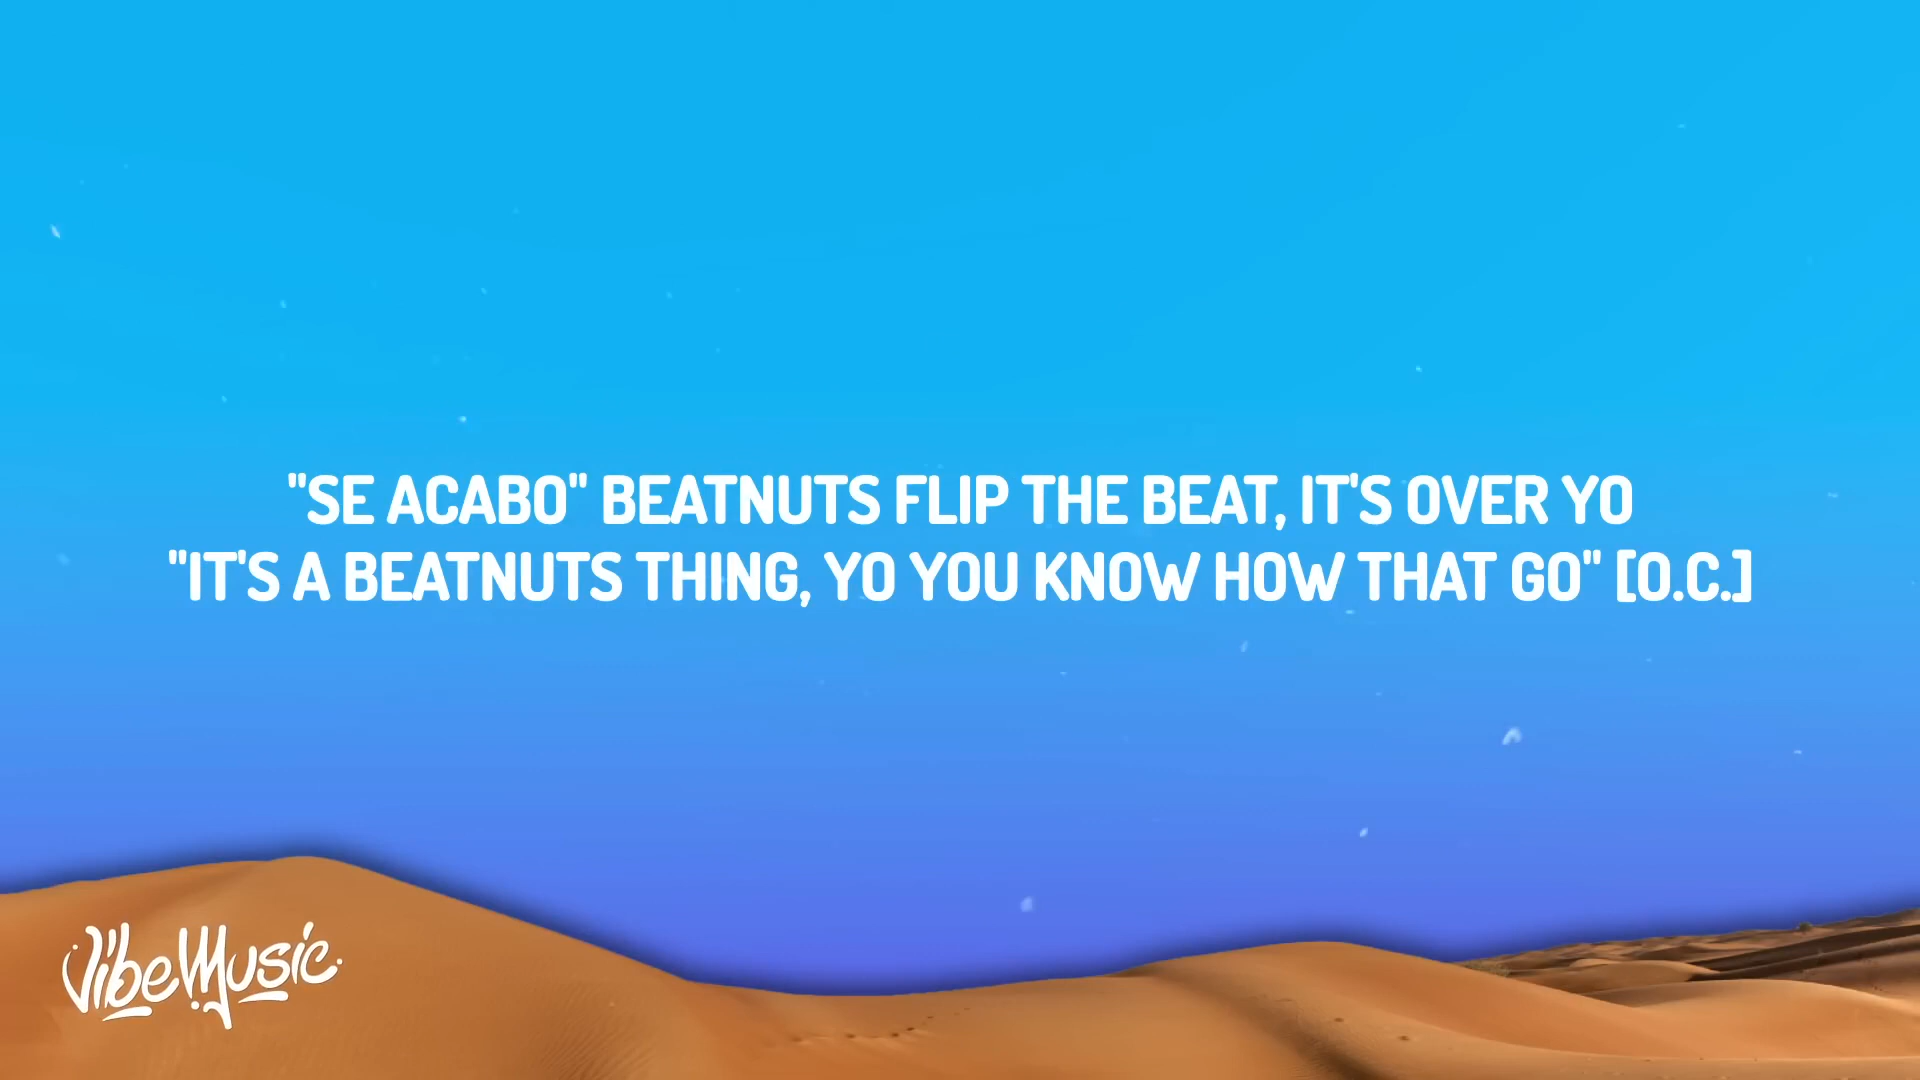 "SE ACABO" BEATNUTS FLIP THE BEAT, IT'S OVER YO
"IT'S A BEATNUTS THING, YO YOU KNOW HOW THAT GO" [O.C.]
VibeMusic